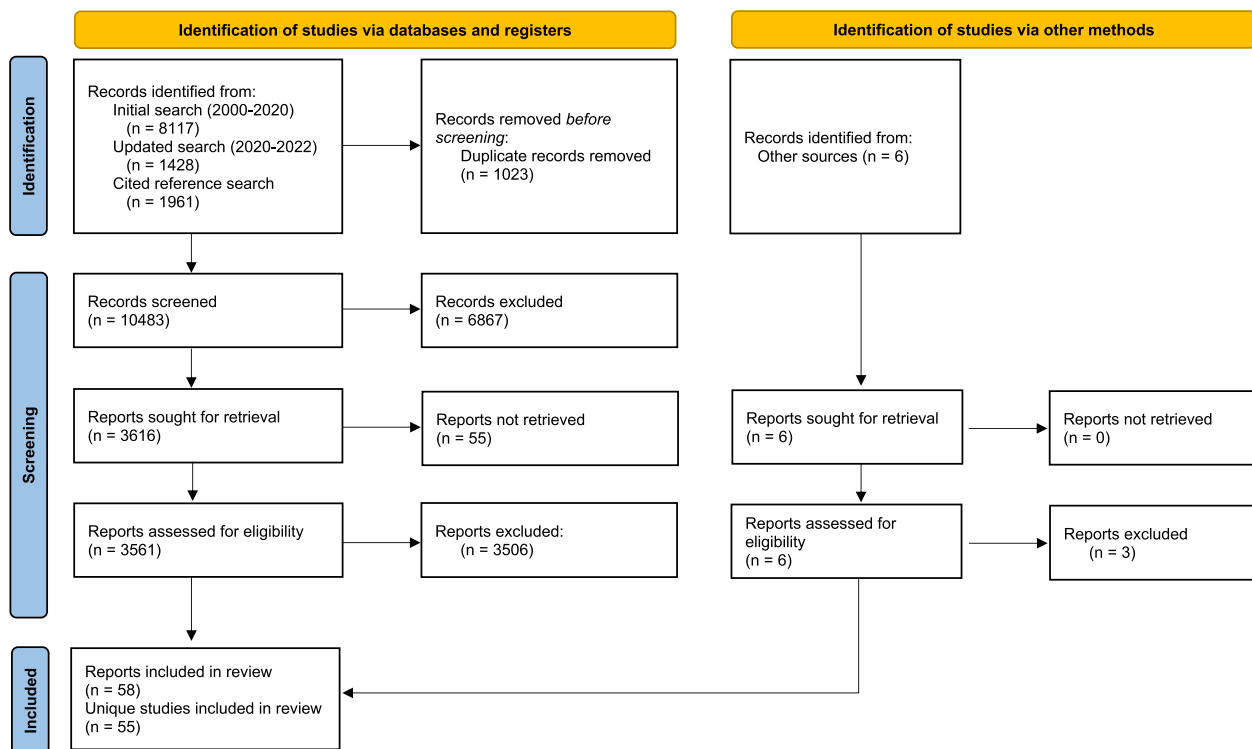 Identification of studies via databases and registers
Identification of studies via other methods
Identification
Records identified from:
Initial search (2000-2020)
(n = 8117)
Updated search (2020-2022)
(n = 1428)
Cited reference search
(n = 1961)
Records removed before
screening:
Duplicate records removed
(n = 1023)
Records identified from:
Other sources (n = 6)
Screening
Records screened
(n = 10483)
Records excluded
(n = 6867)
Reports sought for retrieval
(n = 3616)
Reports not retrieved
(n = 55)
Reports sought for retrieval
(n = 6)
Reports not retrieved
(n = 0)
Reports assessed for eligibility
(n = 3561)
Reports excluded:
(n = 3506)
Reports assessed for
eligibility
(n = 6)
Reports excluded
(n = 3)
Included
Reports included in review
(n = 58)
Unique studies included in review
(n = 55)